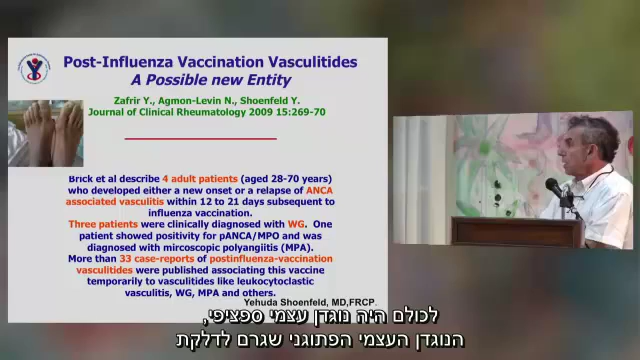 Post-Influenza Vaccination Vasculitides
A Possible new Entity
Zafrir Y., Agmon-Levin N., Shoenfeld Y.
Journal of Clinical Rheumatology 2009 15:269-70
Brick et al describe 4 adult patients (aged 28-70 years)
who developed either a new onset or a relapse of ANCA
associated vasculitis within 12 to 21 days subsequent to
influenza vaccination.
Three patients were clinically diagnosed with WG. One
patient showed positivity for pANCA/MPO and was
diagnosed with mircoscopic polyangiitis (MPA).
More than 33 case-reports of postinfluenza-vaccination
vasculitides were published associating this vaccine
temporarily to vasculitides like leukocytoclastic
vasculitis, WG, MPA and others.
Yehuda Shoenfeld, MD,FRCP
לכולם היה נוגדן עצמי ספציפי,
הנוגדן העצמי הפתוגני שגרם לדלקת